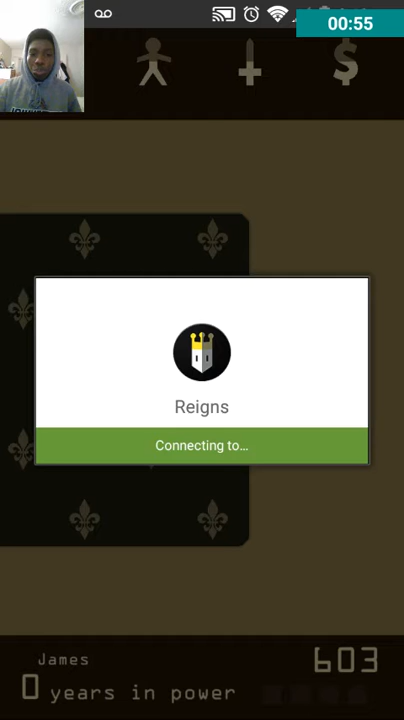 00:55
$
Reigns
Connecting to…
James
603
0 years in power